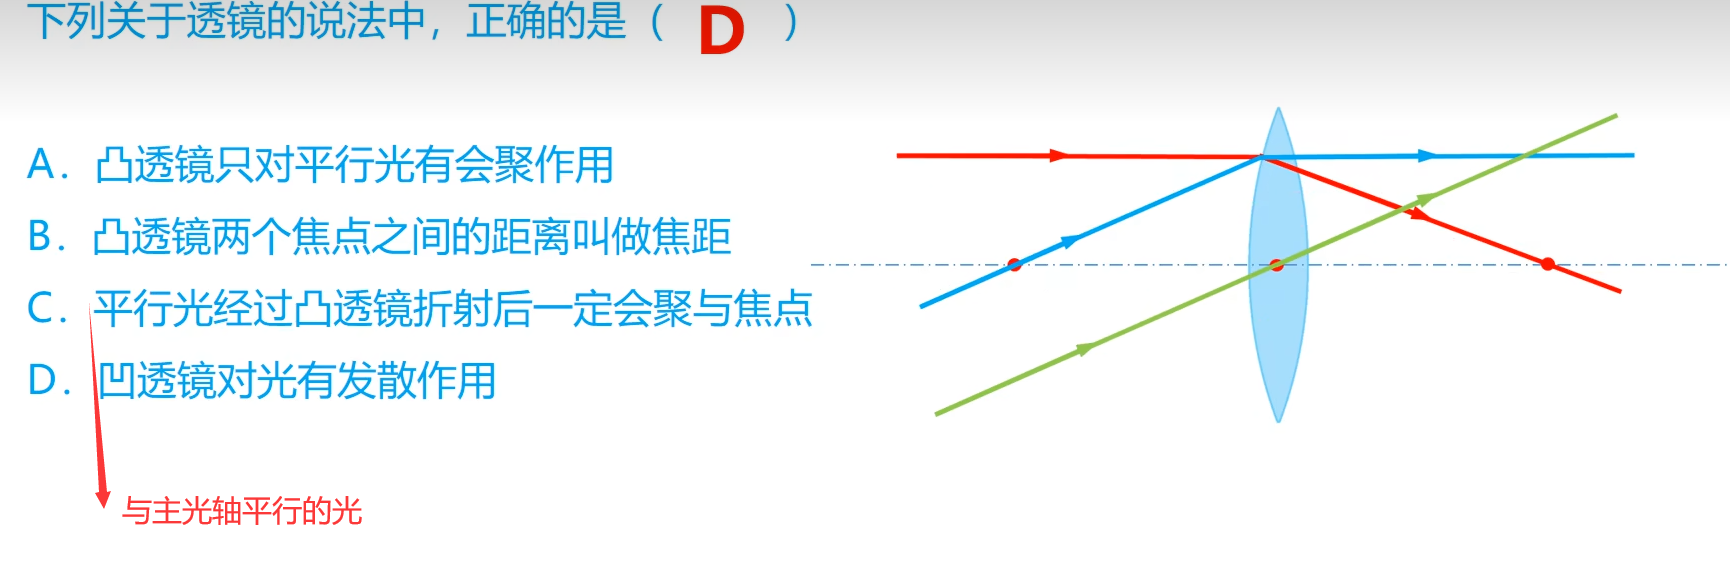 下列关于透镜的说法中，正确的是（ D ）
A．凸透镜只对平行光有会聚作用
B．凸透镜两个焦点之间的距离叫做焦距
C．平行光经过凸透镜折射后一定会聚与焦点
D．凹透镜对光有发散作用
与主光轴平行的光